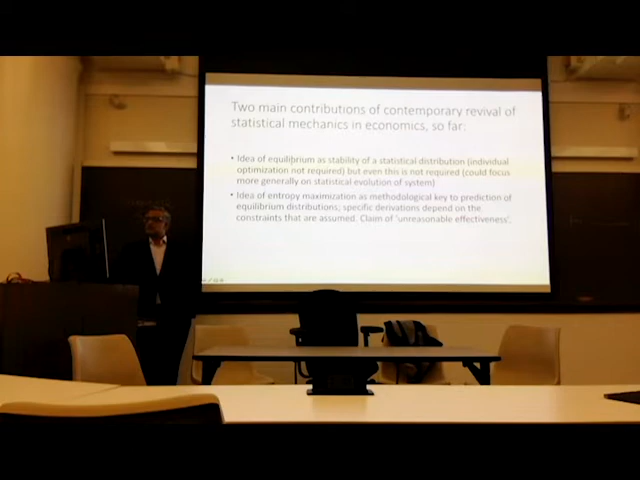 Two main contributions of contemporary revival of
statistical mechanics in economics, so far:
• Idea of equilibrium as stability of a statistical distribution (individual
optimization not required) but even this is not required (could focus
more generally on statistical evolution of system)
• Idea of entropy maximization as methodological key to prediction of
equilibrium distributions; specific derivations depend on the
constraints that are assumed. Claim of 'unreasonable effectiveness'.